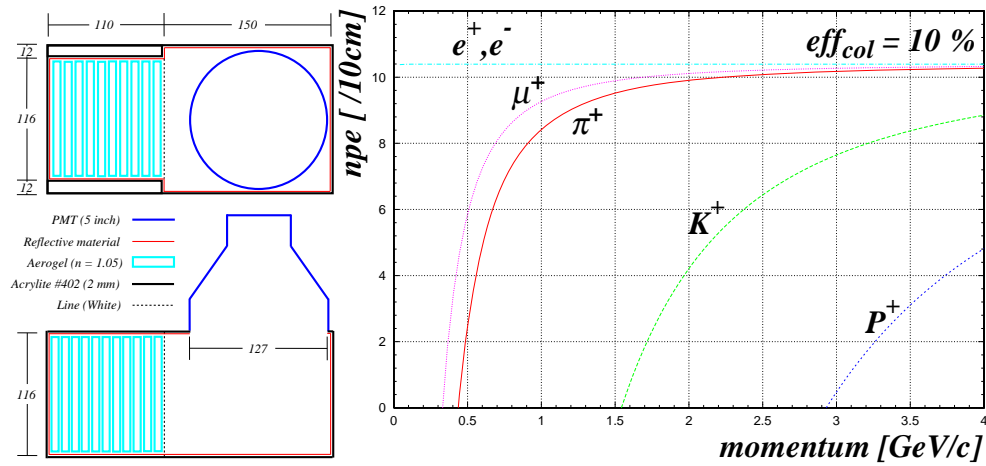 110
150
12
116
12
PMT (5 inch)
Reflective material
Aerogel (n = 1.05)
Acrylite #402 (2 mm)
Line (White)
127
116
npe [ /10cm]
12
10
8
6
4
2
0
e+,e-
eff_col = 10 %
μ+
π+
K+
P+
0 0.5 1 1.5 2 2.5 3 3.5 4
momentum [GeV/c]